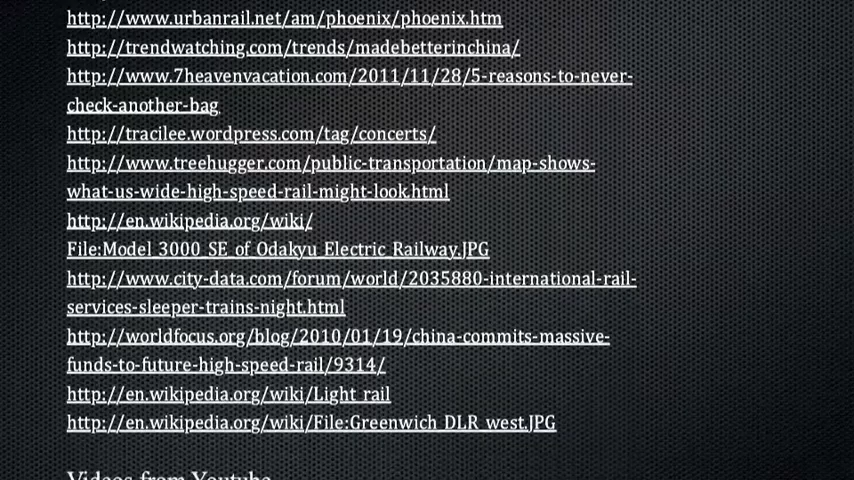 http://www.urbanrail.net/am/phoenix/phoenix.htm
http://trendwatching.com/trends/madebetterinchina/
http://www.7heavenvacation.com/2011/11/28/5-reasons-to-never-
check-another-bag
http://tracilee.wordpress.com/tag/concerts/
http://www.treehugger.com/public-transportation/map-shows-
what-us-wide-high-speed-rail-might-look.html
http://en.wikipedia.org/wiki/
File:Model_3000_SE_of_Odakyu_Electric_Railway.JPG
http://www.city-data.com/forum/world/2035880-international-rail-
services-sleeper-trains-night.html
http://worldfocus.org/blog/2010/01/19/china-commits-massive-
funds-to-future-high-speed-rail/9314/
http://en.wikipedia.org/wiki/Light_rail
http://en.wikipedia.org/wiki/File:Greenwich_DLR_west.JPG
Videos from Youtube